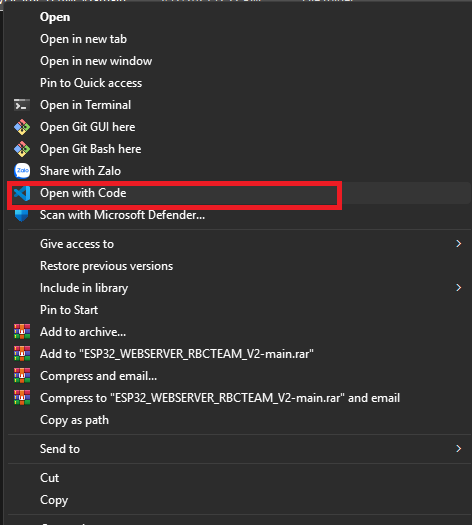 Open
Open in new tab
Open in new window
Pin to Quick access
Open in Terminal
Open Git GUI here
Open Git Bash here
Zalo
Share with Zalo
Open with Code
Scan with Microsoft Defender...
Give access to
Restore previous versions
Include in library
Pin to Start
Add to archive...
Add to "ESP32_WEBSERVER_RBCTEAM_V2-main.rar"
Compress and email...
Compress to "ESP32_WEBSERVER_RBCTEAM_V2-main.rar" and email
Copy as path
Send to
Cut
Copy